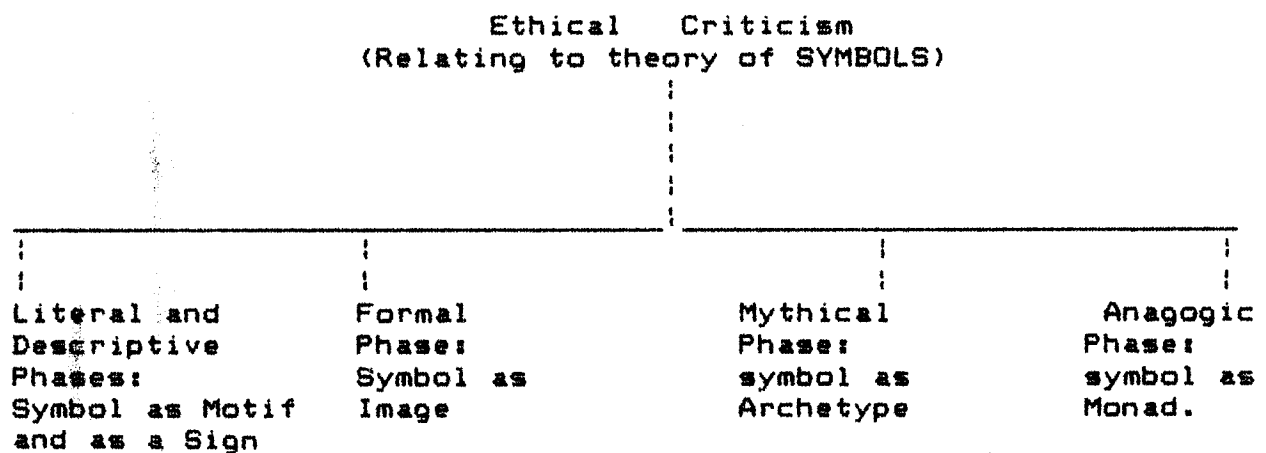 Ethical Criticism
(Relating to theory of SYMBOLS)
Literal and
Descriptive
Phases:
Symbol as Motif
and as a Sign
Formal
Phase:
Symbol as
Image
Mythical
Phase:
symbol as
Archetype
Anagogic
Phase:
symbol as
Monad.